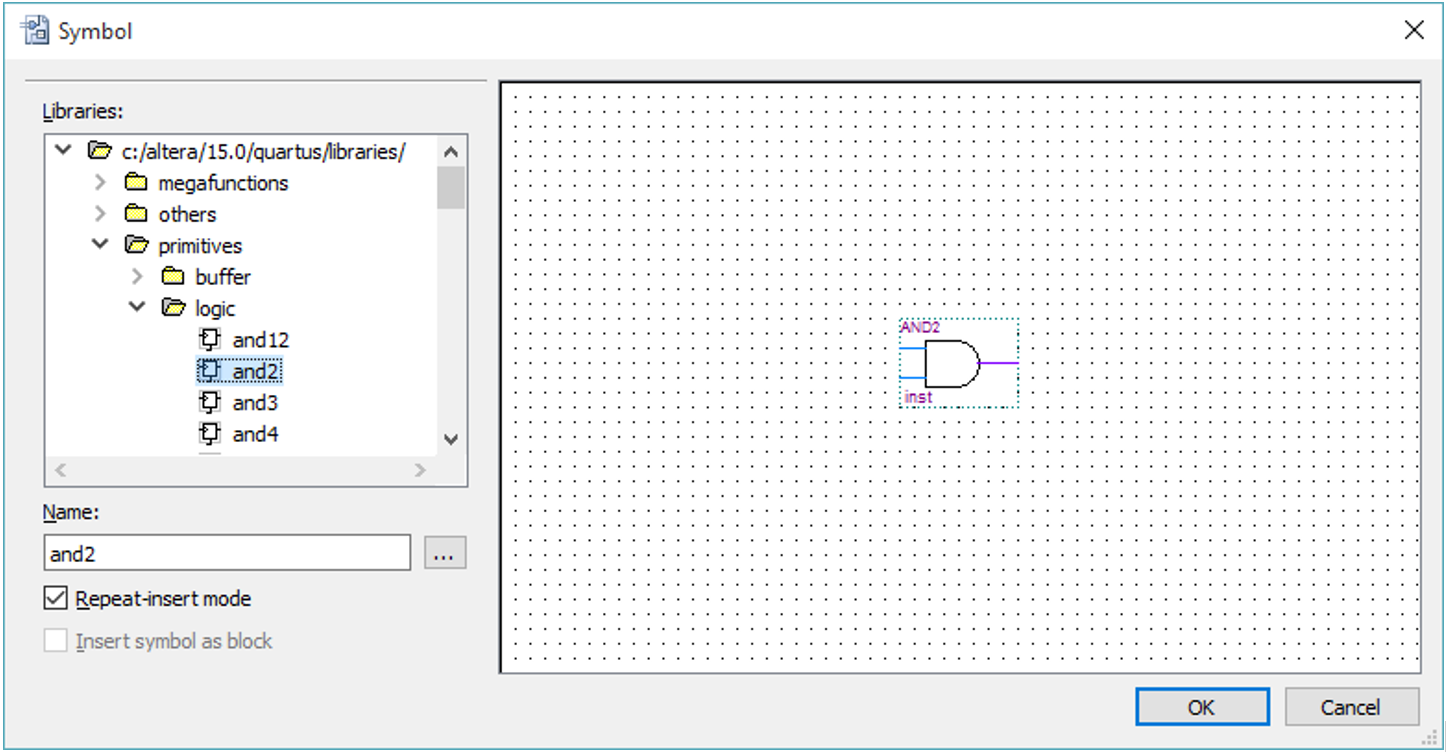 Symbol
Libraries:
c:/altera/15.0/quartus/libraries/
megafunctions
others
primitives
buffer
logic
and12
and2
and3
and4
Name:
and2
...
Repeat-insert mode
Insert symbol as block
AND2
inst
OK
Cancel